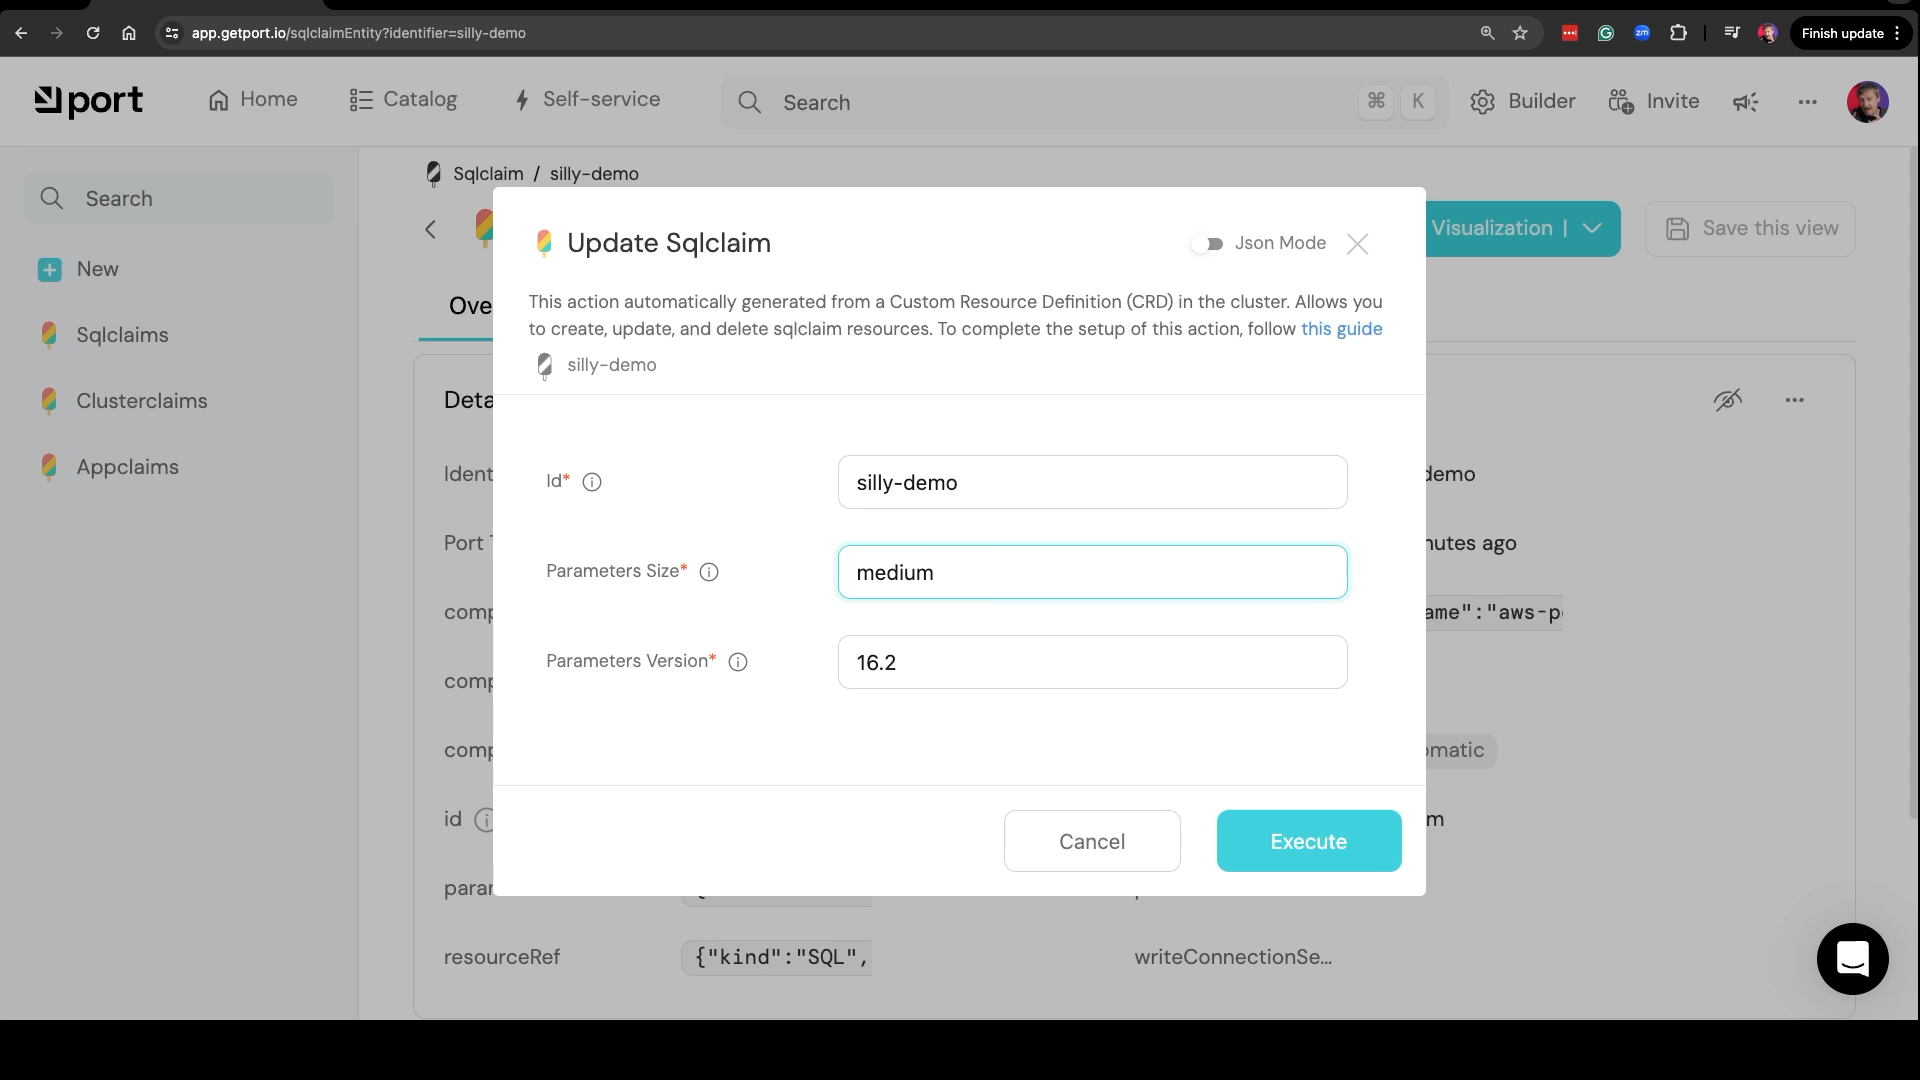 app.getport.io/sqlclaimEntity?identifier=silly-demo
zm
Finish update
port
Home
Catalog
Self-service
Search
⌘ K
Builder
Invite
Search
New
Sqlclaims
Clusterclaims
Appclaims
Sqlclaim / silly-demo
Visualization |
Save this view
Ove
Update Sqlclaim
Json Mode
This action automatically generated from a Custom Resource Definition (CRD) in the cluster. Allows you
to create, update, and delete sqlclaim resources. To complete the setup of this action, follow this guide
silly-demo
Deta
Ident
demo
Port
nutes ago
comp
ame":"aws-p
comp
comp
omatic
id
m
paran
resourceRef
{"kind":"SQL",
writeConnectionSe...
Id*
silly-demo
Parameters Size*
medium
Parameters Version*
16.2
Cancel
Execute